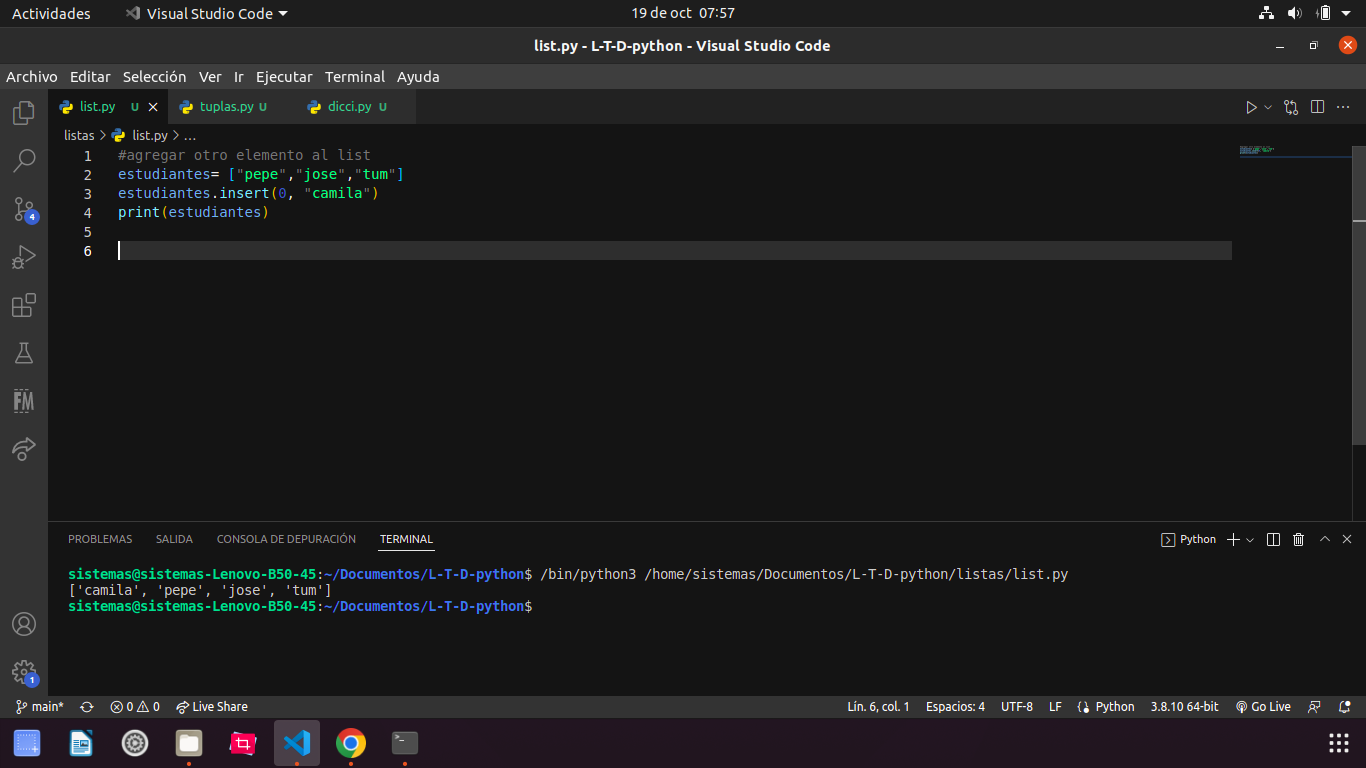 Actividades Visual Studio Code 19 de oct 07:57
list.py - L-T-D-python - Visual Studio Code
Archivo Editar Selección Ver Ir Ejecutar Terminal Ayuda
list.py U tuplas.py U dicci.py U
listas > list.py > ...
1 #agregar otro elemento al list
2 estudiantes= ["pepe","jose","tum"]
3 estudiantes.insert(0, "camila")
4 print(estudiantes)
5
6
4
FM
PROBLEMAS SALIDA CONSOLA DE DEPURACIÓN TERMINAL Python
sistemas@sistemas-Lenovo-B50-45:~/Documentos/L-T-D-python$ /bin/python3 /home/sistemas/Documentos/L-T-D-python/listas/list.py
['camila', 'pepe', 'jose', 'tum']
sistemas@sistemas-Lenovo-B50-45:~/Documentos/L-T-D-python$
1
main* 0 0 Live Share Lín. 6, col. 1 Espacios: 4 UTF-8 LF Python 3.8.10 64-bit Go Live